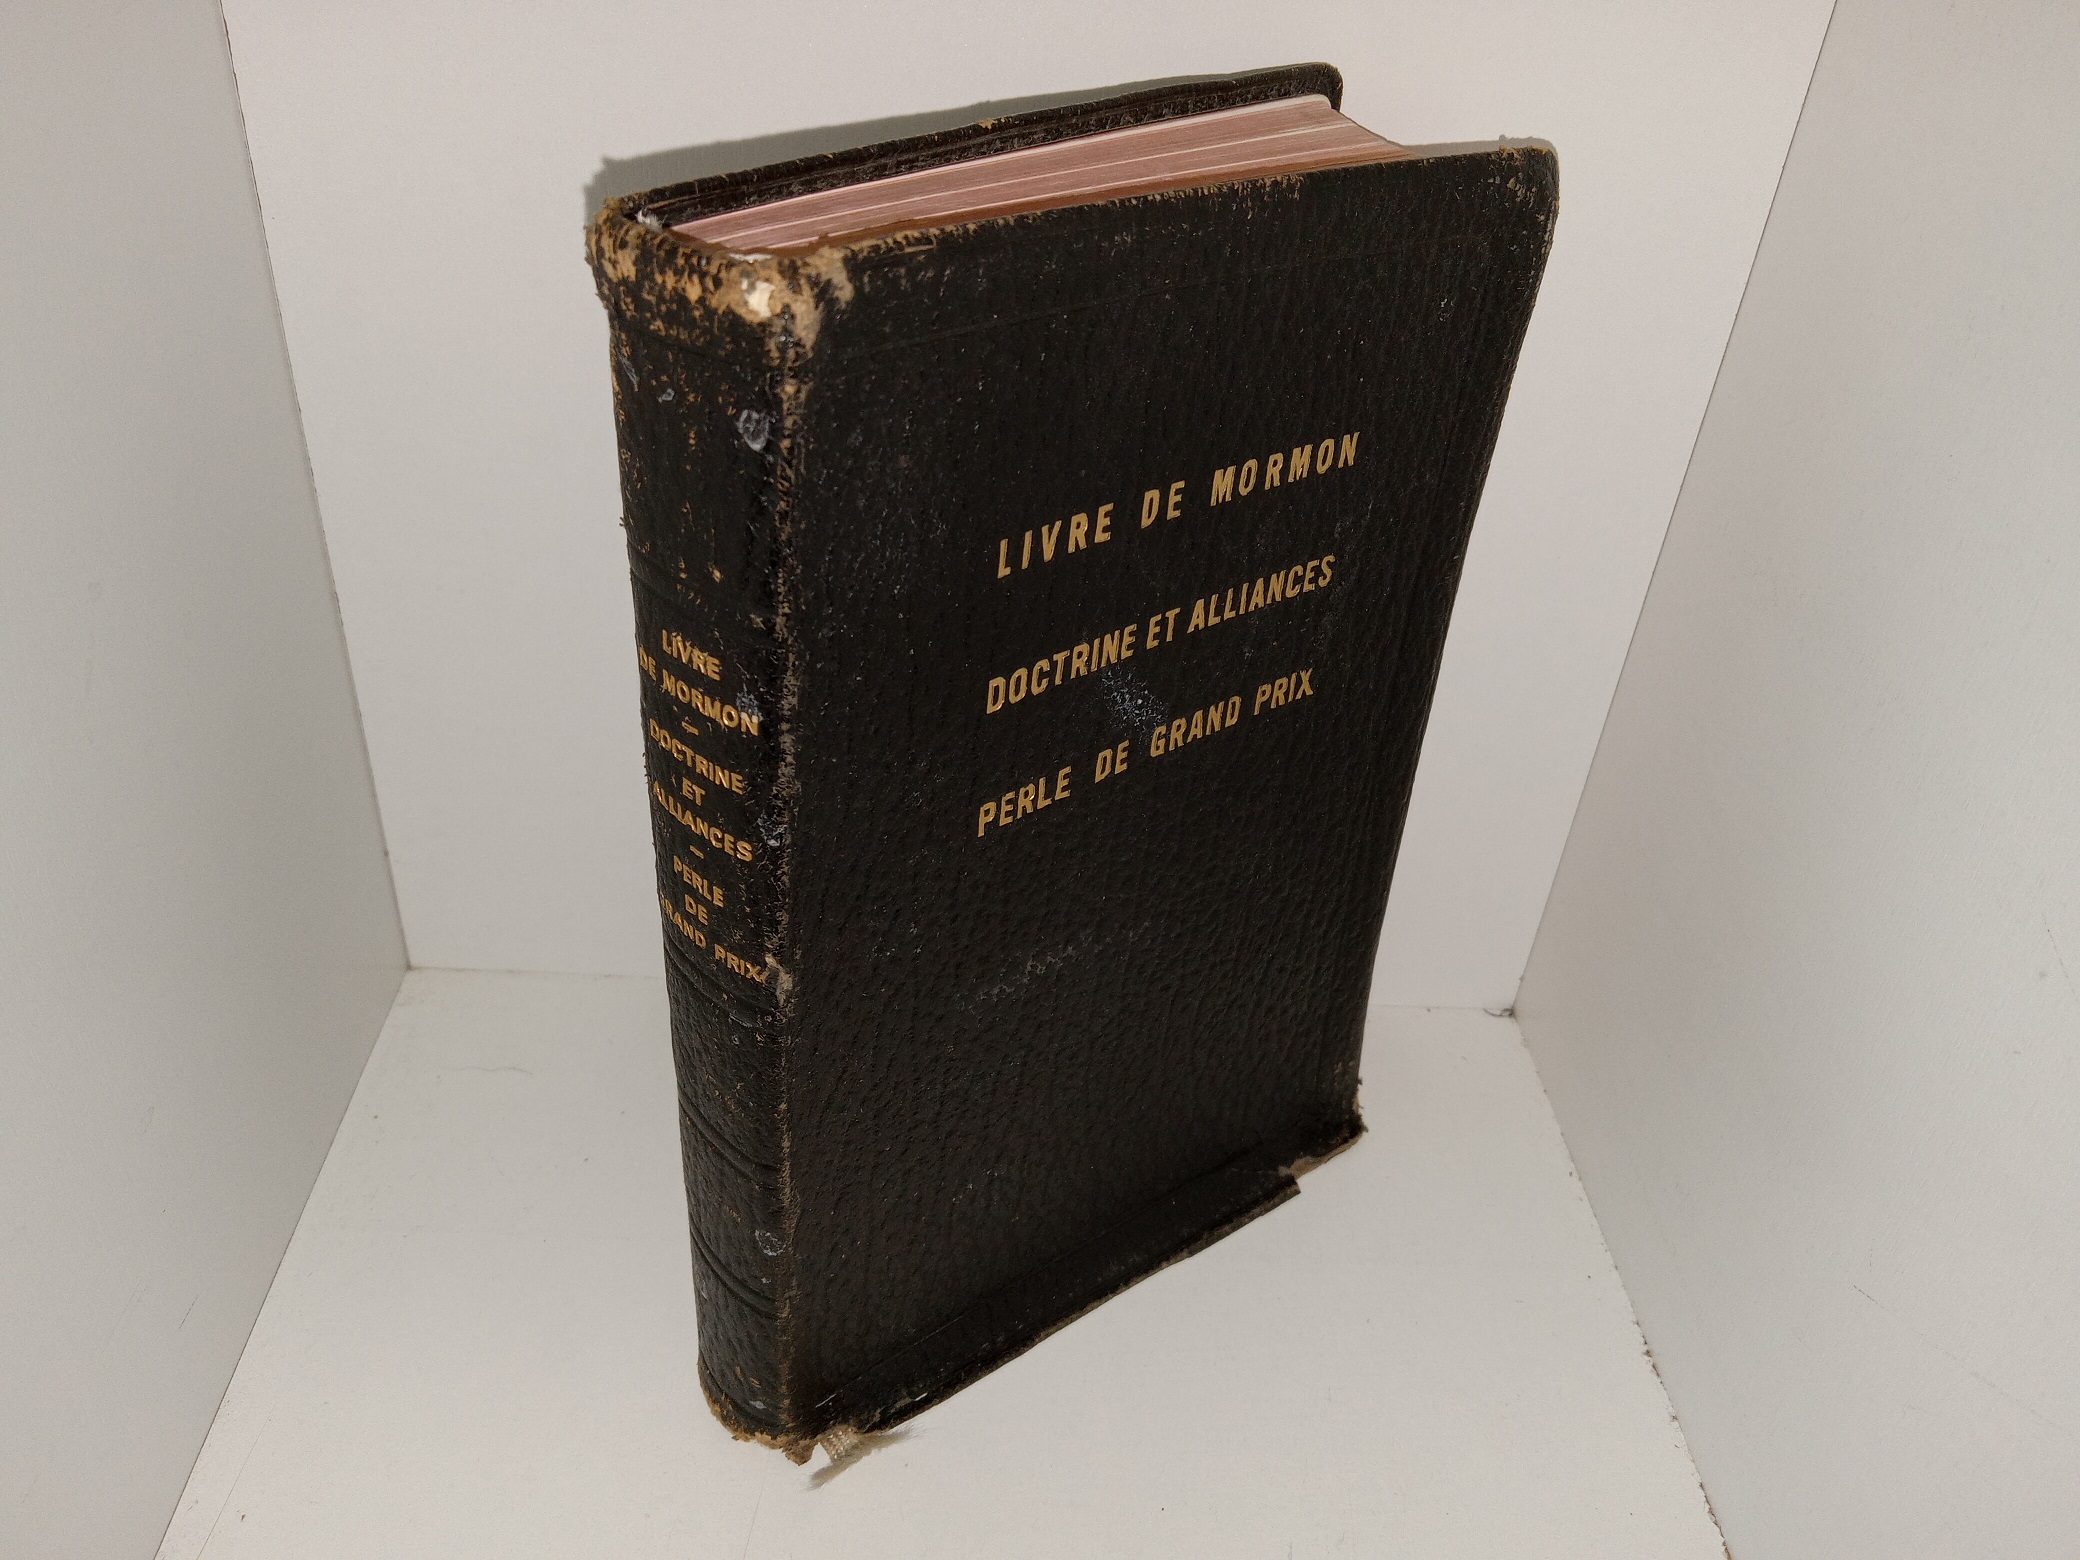 LIVRE DE MORMON
DOCTRINE ET ALLIANCES
PERLE DE GRAND PRIX
LIVRE
DE MORMON
-
DOCTRINE
ET
ALLIANCES
-
PERLE
DE
GRAND PRIX